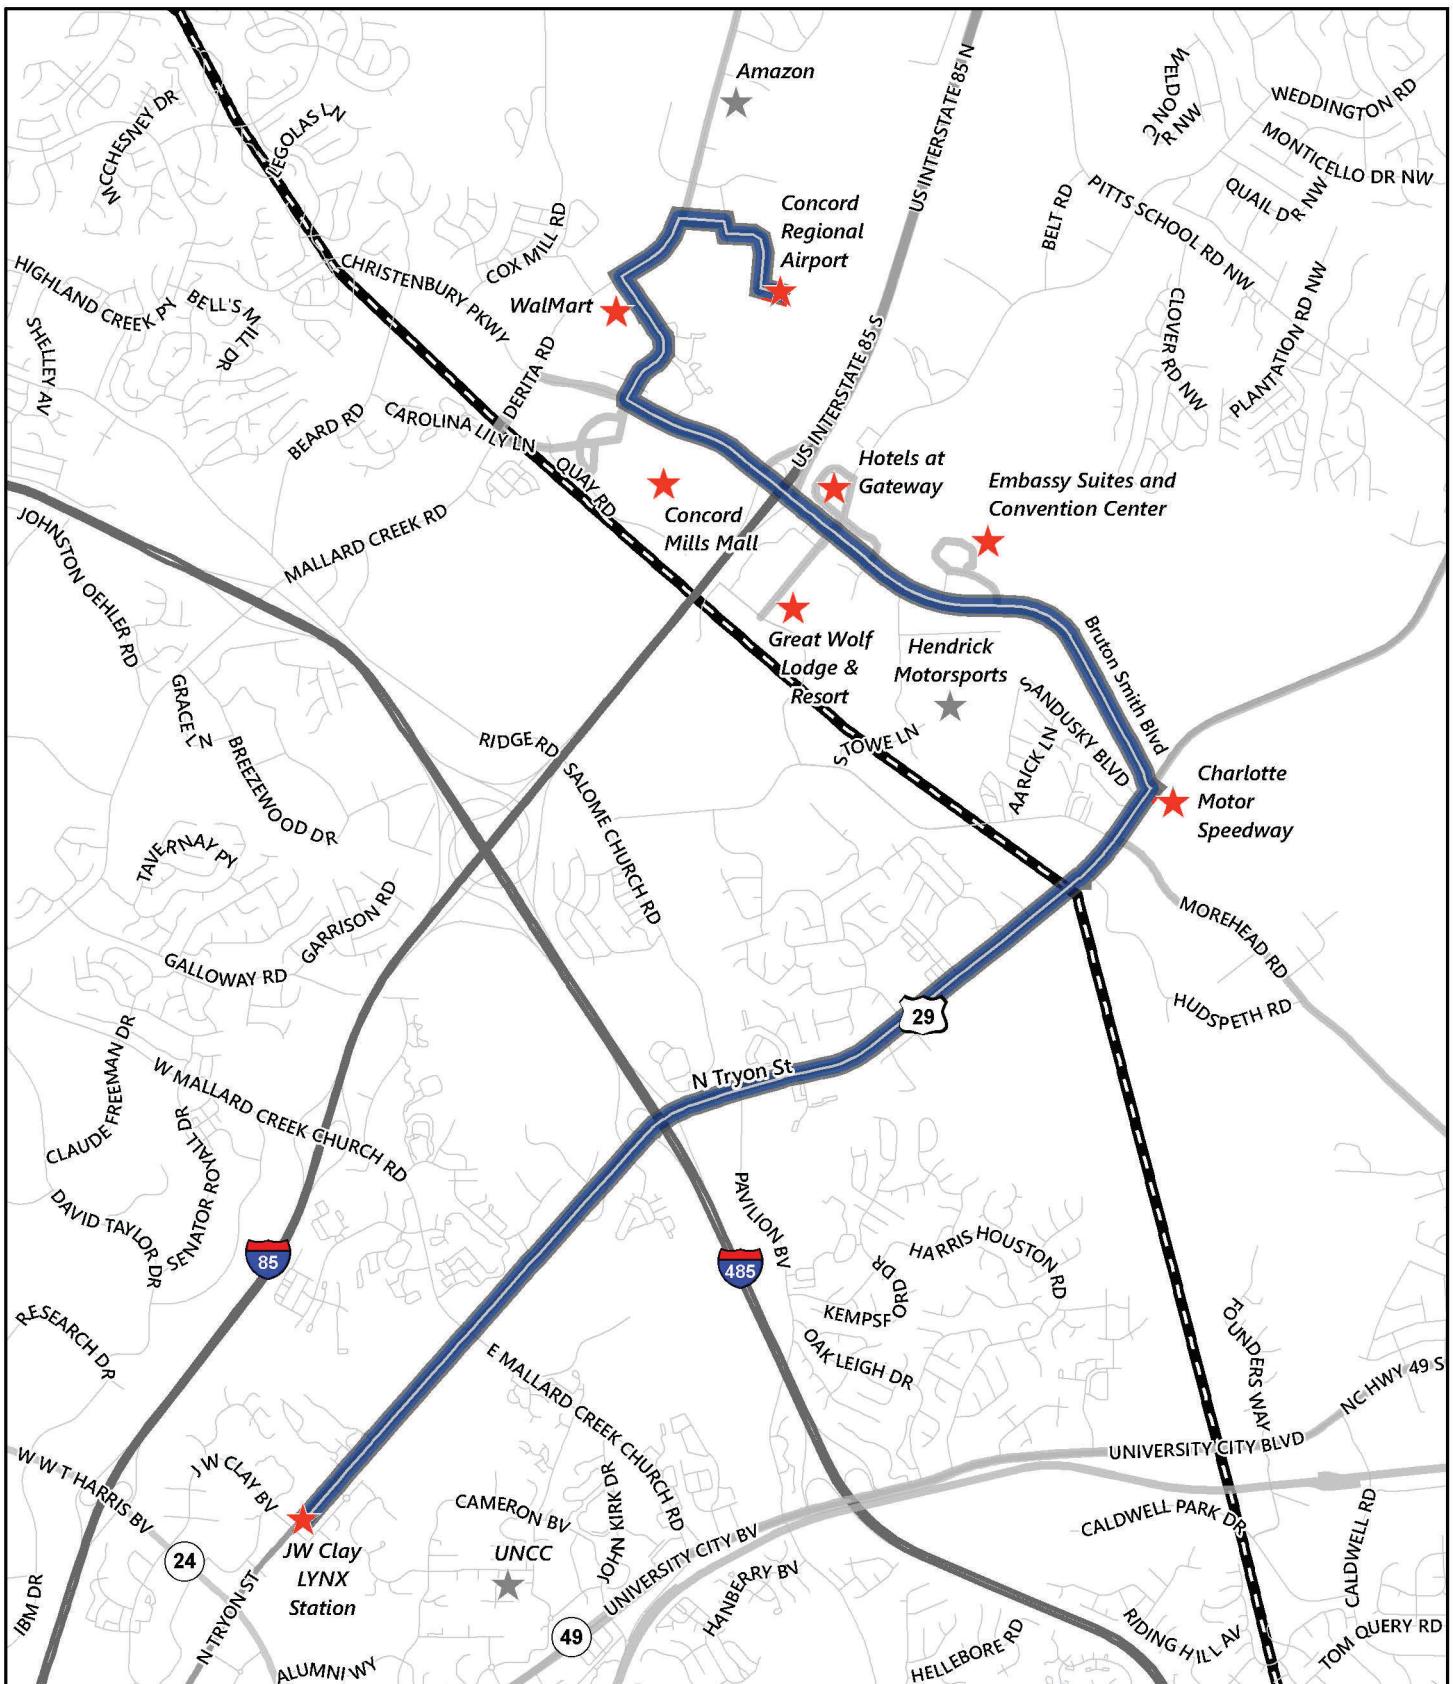 Amazon
US INTERSTATE 85 N
WELDON CIR NW
WEDDINGTON RD
MONTICELLO DR NW
QUAIL DR NW
PITTS SCHOOL RD NW
BELT RD
MCCHESNEY DR
LEGOLAS LN
Concord
Regional
Airport
COX MILL RD
CHRISTENBURY PKWY
HIGHLAND CREEK PY
BELL'S MILL DR
SHELLEY AV
WalMart
CLOVER RD NW
PLANTATION RD NW
US INTERSTATE 85 S
DERITA RD
BEARD RD
CAROLINA LILY LN
QUAY RD
Hotels at
Gateway
Embassy Suites and
Convention Center
Concord
Mills Mall
MALLARD CREEK RD
JOHNSTON OEHLER RD
Great Wolf
Lodge &
Resort
Hendrick
Motorsports
Bruton Smith Blvd
SANDUSKY BLVD
AARICK LN
STOWE LN
GRACE LN
BREEZEWOOD DR
RIDGE RD
SALOME CHURCH RD
Charlotte
Motor
Speedway
TAVERNAY PY
GARRISON RD
GALLOWAY RD
MOREHEAD RD
HUDSPETH RD
29
N Tryon St
CLAUDE FREEMAN DR
W MALLARD CREEK CHURCH RD
SENATOR ROYALL DR
DAVID TAYLOR DR
85
485
PAVILION BV
HARRIS HOUSTON RD
KEMPSFORD DR
OAK LEIGH DR
RESEARCH DR
E MALLARD CREEK CHURCH RD
FOUNDERS WAY
NC HWY 49 S
UNIVERSITY CITY BLVD
W W T HARRIS BV
J W CLAY BV
CAMERON BV
JOHN KIRK DR
UNIVERSITY CITY BV
CALDWELL PARK DR
CALDWELL RD
JW Clay
LYNX
Station
UNCC
24
49
IBM DR
N TRYON ST
ALUMNI WY
HANBERRY BV
HELLEBORE RD
RIDING HILL AV
TOM QUERY RD